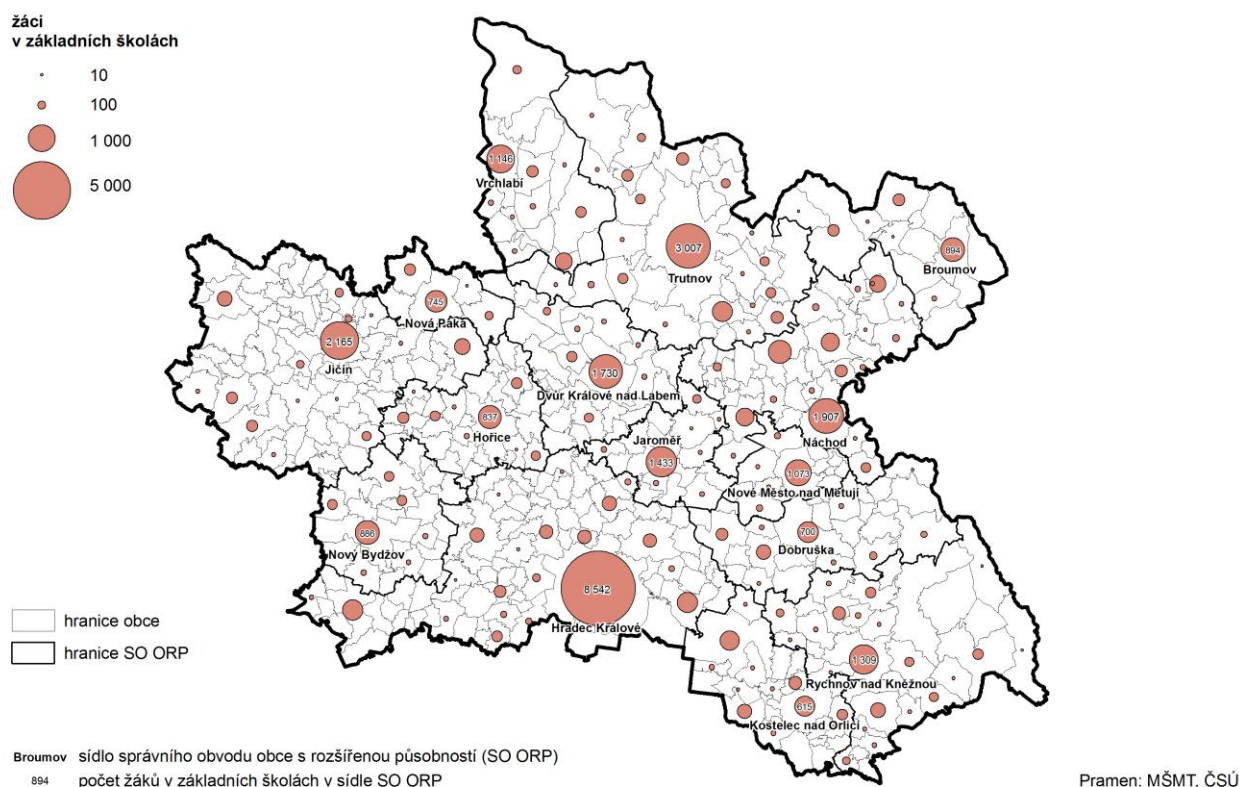 žáci
v základních školách
10
100
1 000
5 000
1 146
Vrchlabí
3 007
Trutnov
894
Broumov
745
Nová Paka
2 165
Jičín
1 730
Dvůr Králové nad Labem
837
Hořice
1 907
Náchod
Jaroměř
1 433
1 073
Nové Město nad Metují
886
Nový Bydžov
700
Dobruška
8 542
Hradec Králové
1 309
Rychnov nad Kněžnou
615
Kostelec nad Orlicí
hranice obce
hranice SO ORP
Broumov sídlo správního obvodu obce s rozšířenou působností (SO ORP)
894 počet žáků v základních školách v sídle SO ORP
Pramen: MŠMT, ČSÚ